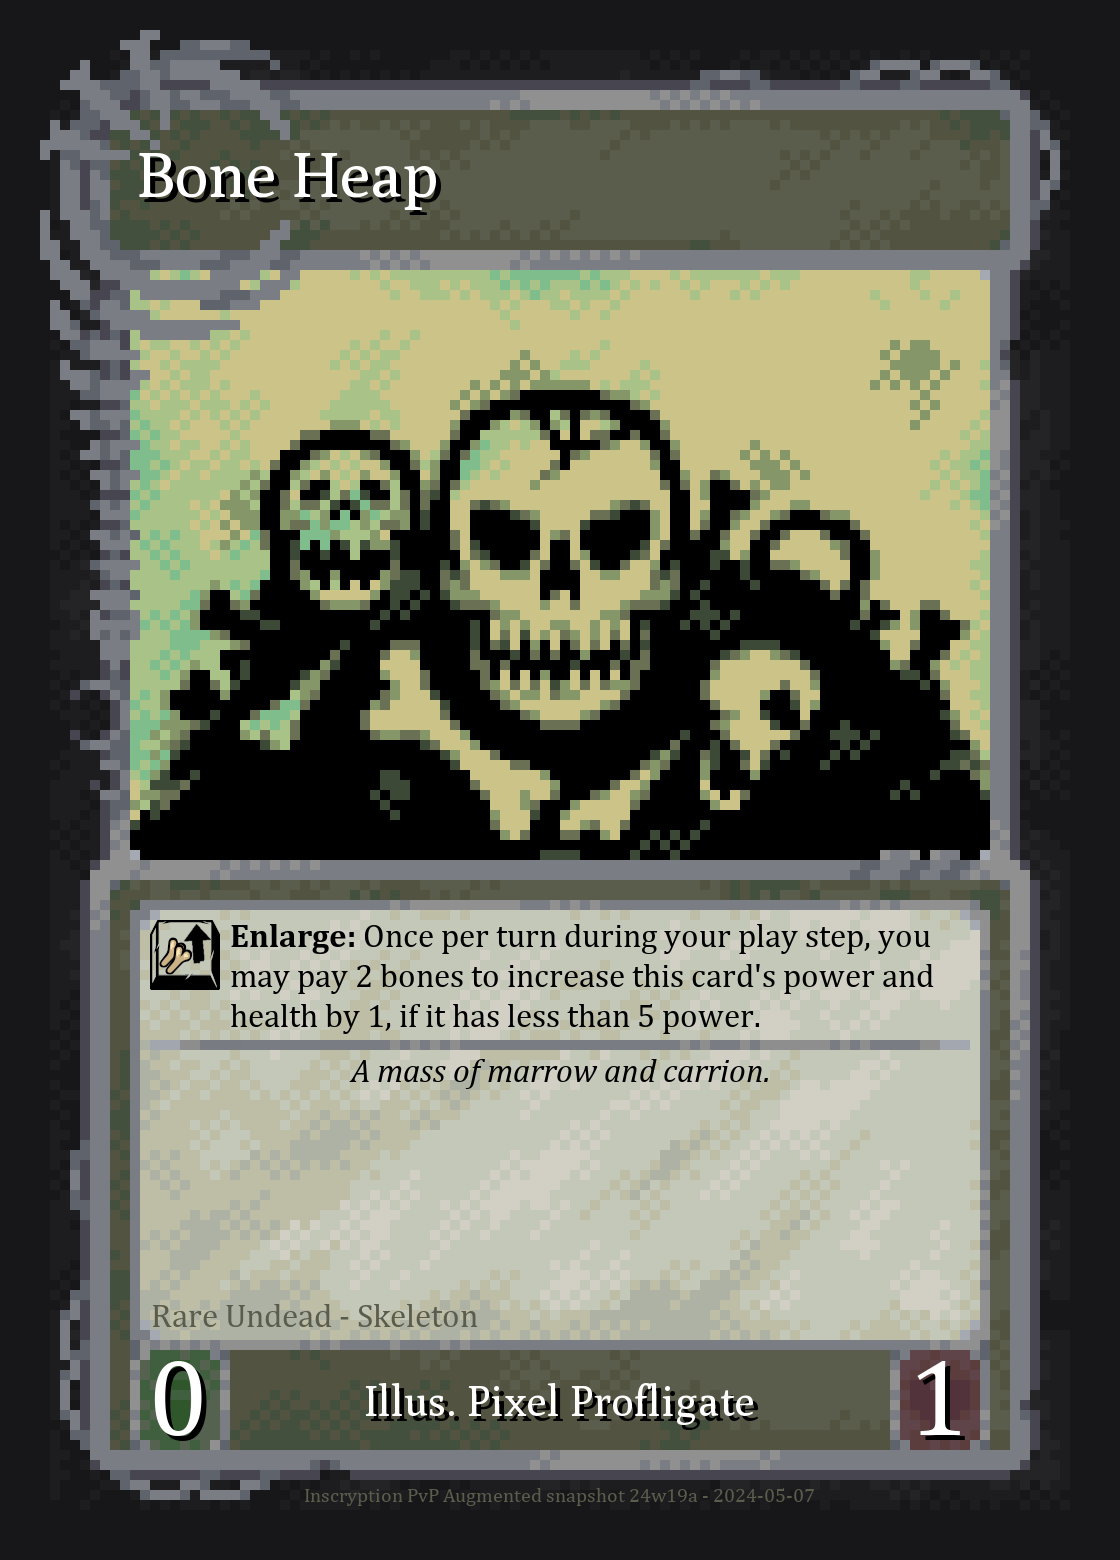 Bone Heap
Enlarge: Once per turn during your play step, you
may pay 2 bones to increase this card's power and
health by 1, if it has less than 5 power.
A mass of marrow and carrion.
Rare Undead - Skeleton
0
Illus. Pixel Profligate
1
Inscryption PvP Augmented snapshot 24w19a - 2024-05-07